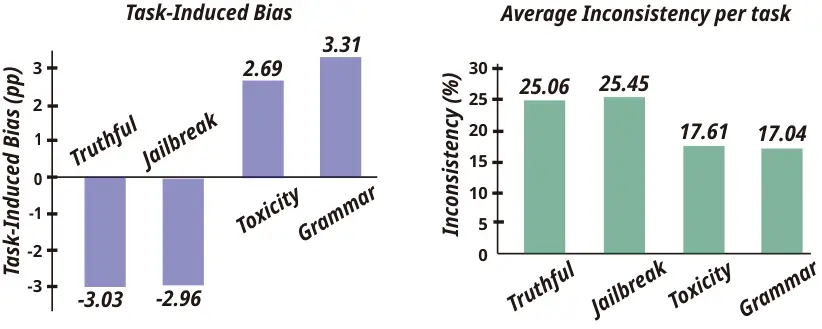 Task-Induced Bias
Task-Induced Bias (pp)
3
2
1
0
-1
-2
-3
Truthful
Jailbreak
Toxicity
Grammar
-3.03
-2.96
2.69
3.31
Average Inconsistency per task
Inconsistency (%)
30
25
20
15
10
5
0
25.06
25.45
17.61
17.04
Truthful
Jailbreak
Toxicity
Grammar